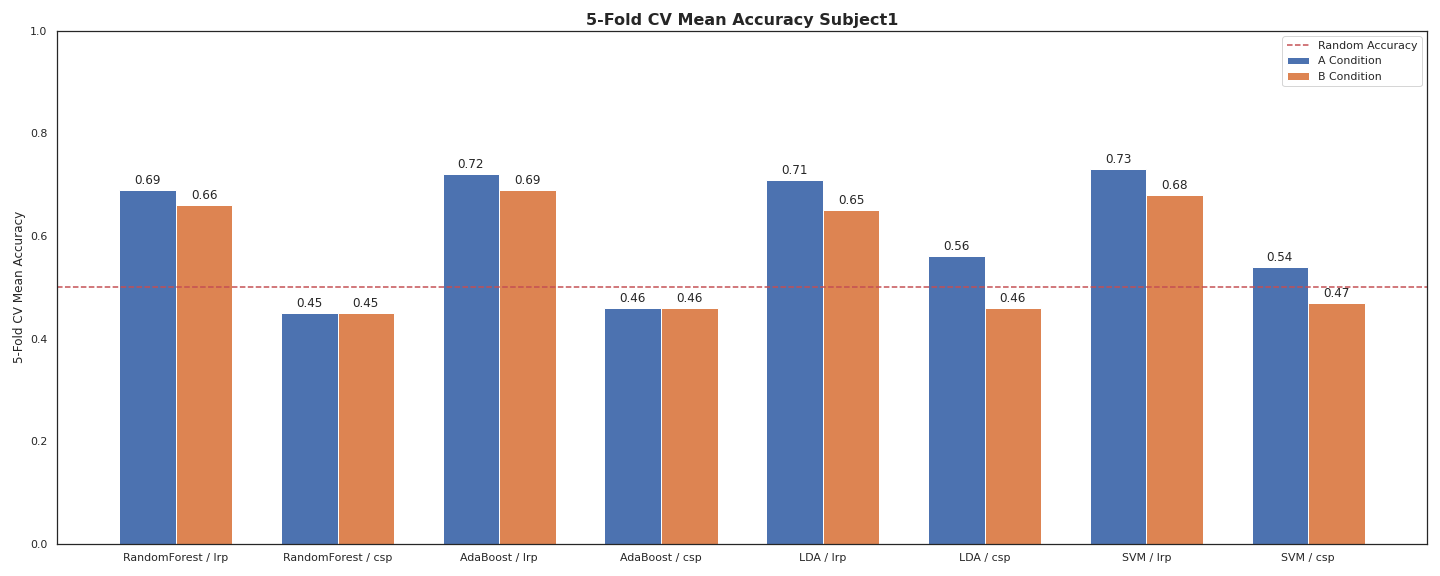 5-Fold CV Mean Accuracy Subject1
1.0
0.8
0.6
0.4
0.2
0.0
5-Fold CV Mean Accuracy
Random Accuracy
A Condition
B Condition
0.69
0.66
0.45
0.45
0.72
0.69
0.46
0.46
0.71
0.65
0.56
0.46
0.73
0.68
0.54
0.47
RandomForest / lrp
RandomForest / csp
AdaBoost / lrp
AdaBoost / csp
LDA / lrp
LDA / csp
SVM / lrp
SVM / csp